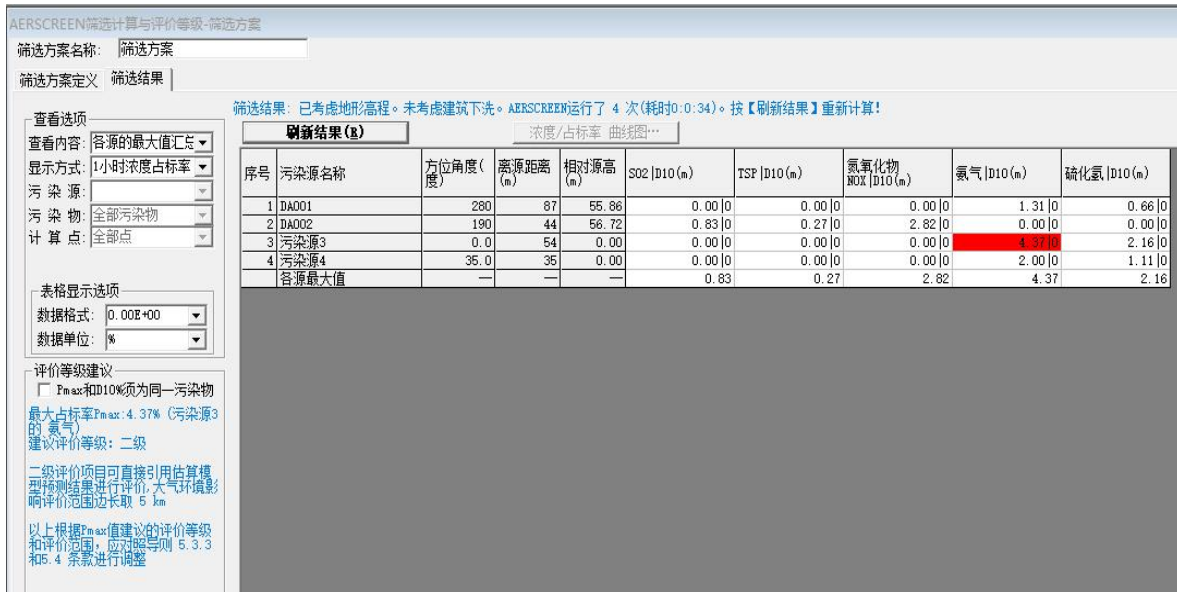 AERSCREEN筛选计算与评价等级-筛选方案
筛选方案名称: 筛选方案
筛选方案定义 筛选结果
筛选结果: 已考虑地形高程。未考虑建筑下洗。AERSCREEN运行了 4 次(耗时0:0:34)。按【刷新结果】重新计算!
查看选项
查看内容: 各源的最大值汇总
显示方式: 1小时浓度占标率
污 染 源:
污 染 物: 全部污染物
计 算 点: 全部点
刷新结果(R) 浓度/占标率 曲线图…
序号 污染源名称 方位角度(度) 离源距离(m) 相对源高(m) SO2|D10(m) TSP|D10(m) 氮氧化物NOX|D10(m) 氨气|D10(m) 硫化氢|D10(m)
1 DA001 280 87 55.86 0.00|0 0.00|0 0.00|0 1.31|0 0.66|0
2 DA002 190 44 56.72 0.83|0 0.27|0 2.82|0 0.00|0 0.00|0
3 污染源3 0.0 54 0.00 0.00|0 0.00|0 0.00|0 4.37|0 2.16|0
4 污染源4 35.0 35 0.00 0.00|0 0.00|0 0.00|0 2.00|0 1.11|0
各源最大值 — — — 0.83 0.27 2.82 4.37 2.16
表格显示选项
数据格式: 0.00E+00
数据单位: %
评价等级建议
Pmax和D10%须为同一污染物
最大占标率Pmax:4.37% (污染源3
的 氨气)
建议评价等级: 二级
二级评价项目可直接引用估算模
型预测结果进行评价,大气环境影
响评价范围边长取 5 km
以上根据Pmax值建议的评价等级
和评价范围,应对照导则 5.3.3
和5.4 条款进行调整